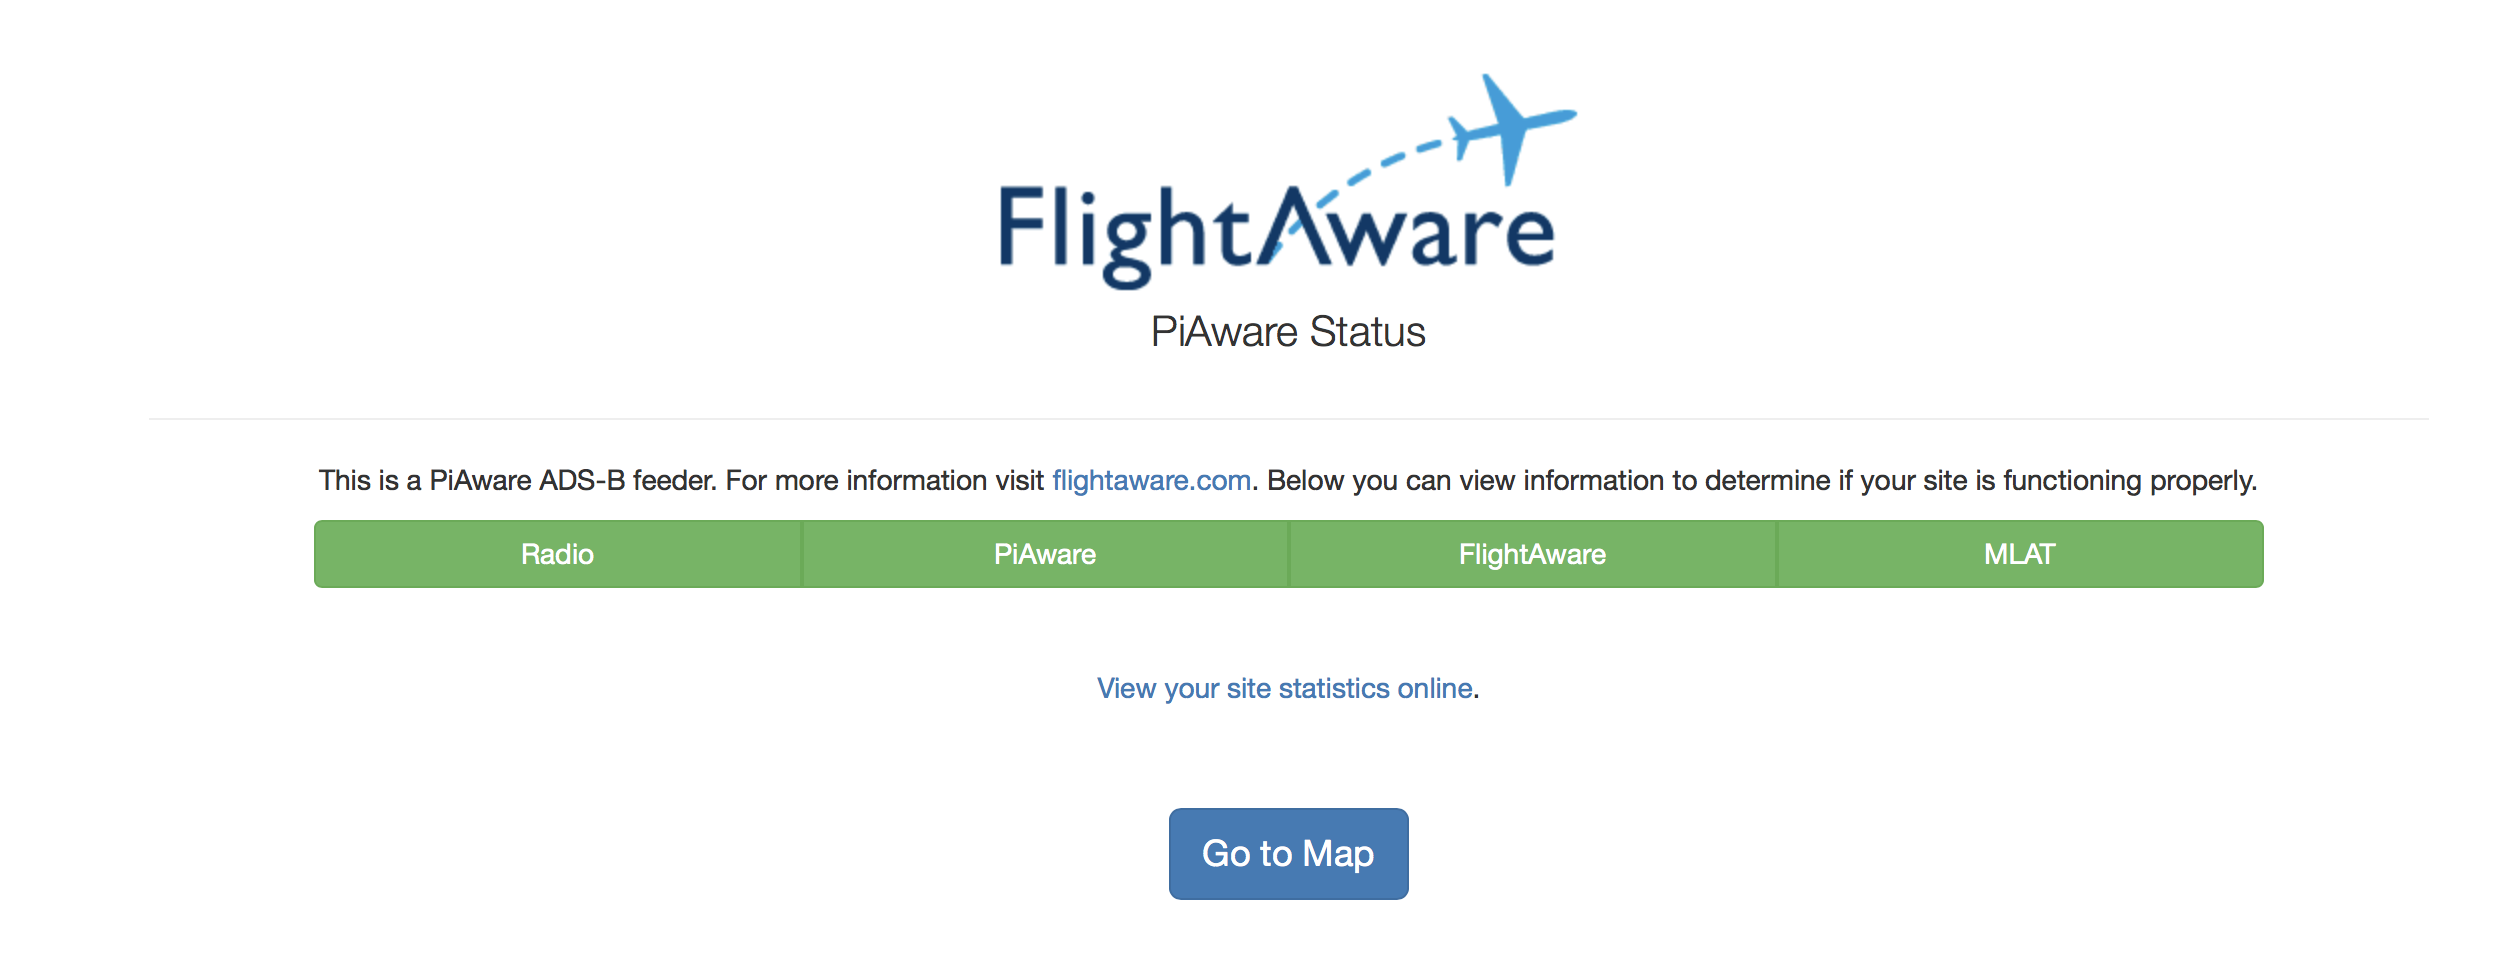 FlightAware
PiAware Status
This is a PiAware ADS-B feeder. For more information visit flightaware.com. Below you can view information to determine if your site is functioning properly.
Radio PiAware FlightAware MLAT
View your site statistics online.
Go to Map